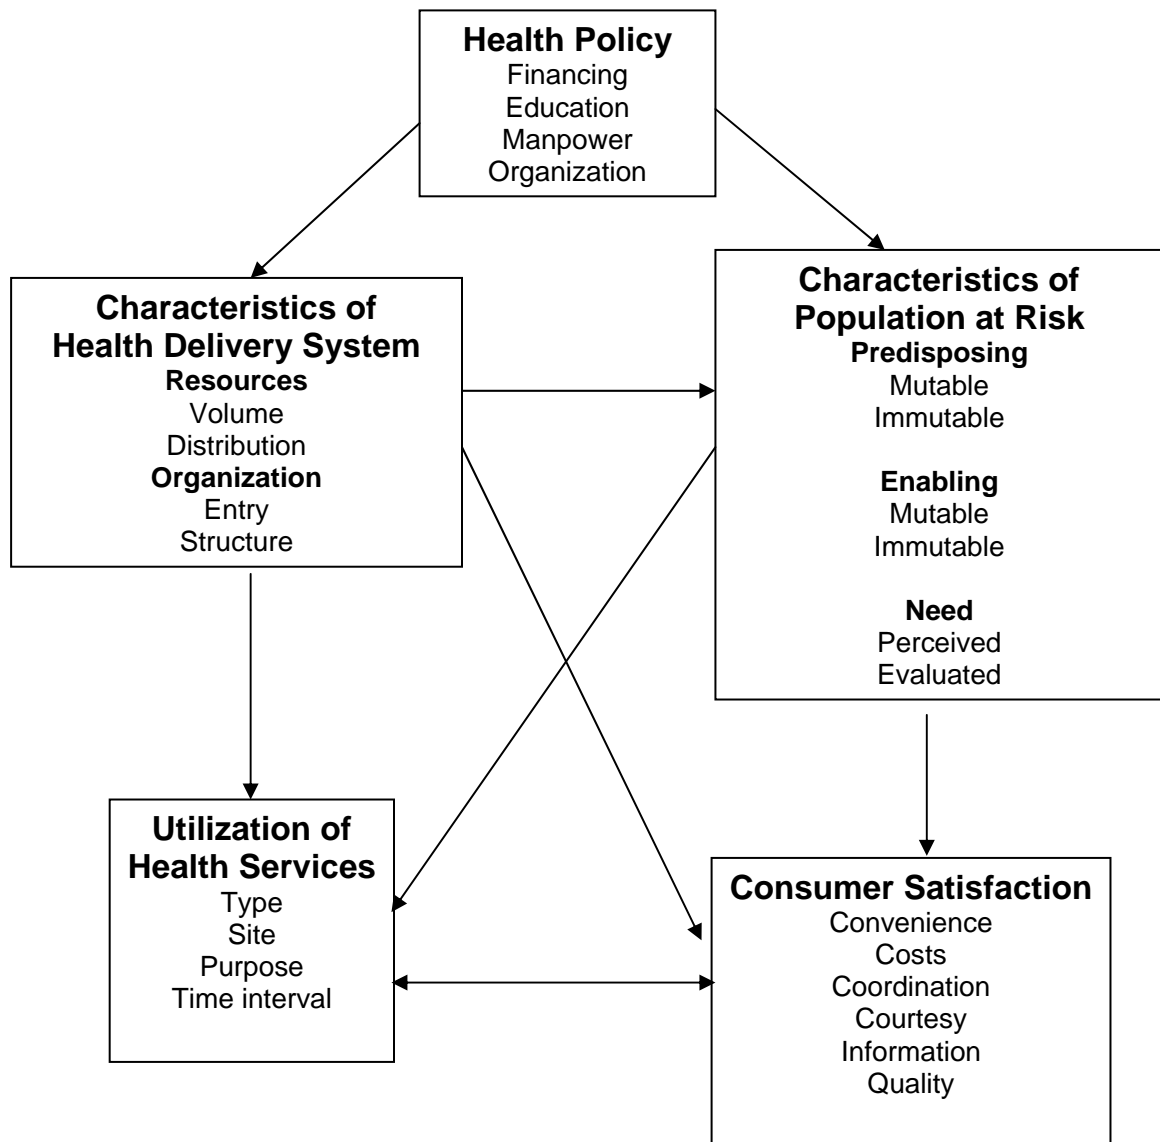 Health Policy
Financing
Education
Manpower
Organization
Characteristics of
Health Delivery System
Resources
Volume
Distribution
Organization
Entry
Structure
Characteristics of
Population at Risk
Predisposing
Mutable
Immutable
Enabling
Mutable
Immutable
Need
Perceived
Evaluated
Utilization of
Health Services
Type
Site
Purpose
Time interval
Consumer Satisfaction
Convenience
Costs
Coordination
Courtesy
Information
Quality